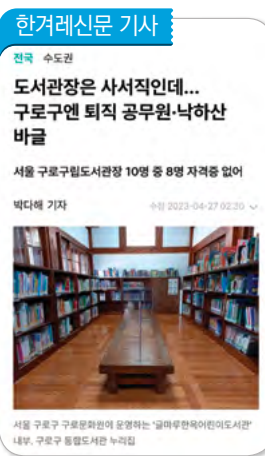 한겨레신문 기사
전국 수도권
도서관장은 사서직인데...
구로구엔 퇴직 공무원·낙하산
바글
서울 구로구립도서관장 10명 중 8명 자격증 없어
박다해 기자
수정 2023-04-27 02:20
서울 구로구 구로문화원이 운영하는 '글마루한옥어린이도서관'
내부. 구로구 통합도서관 누리집